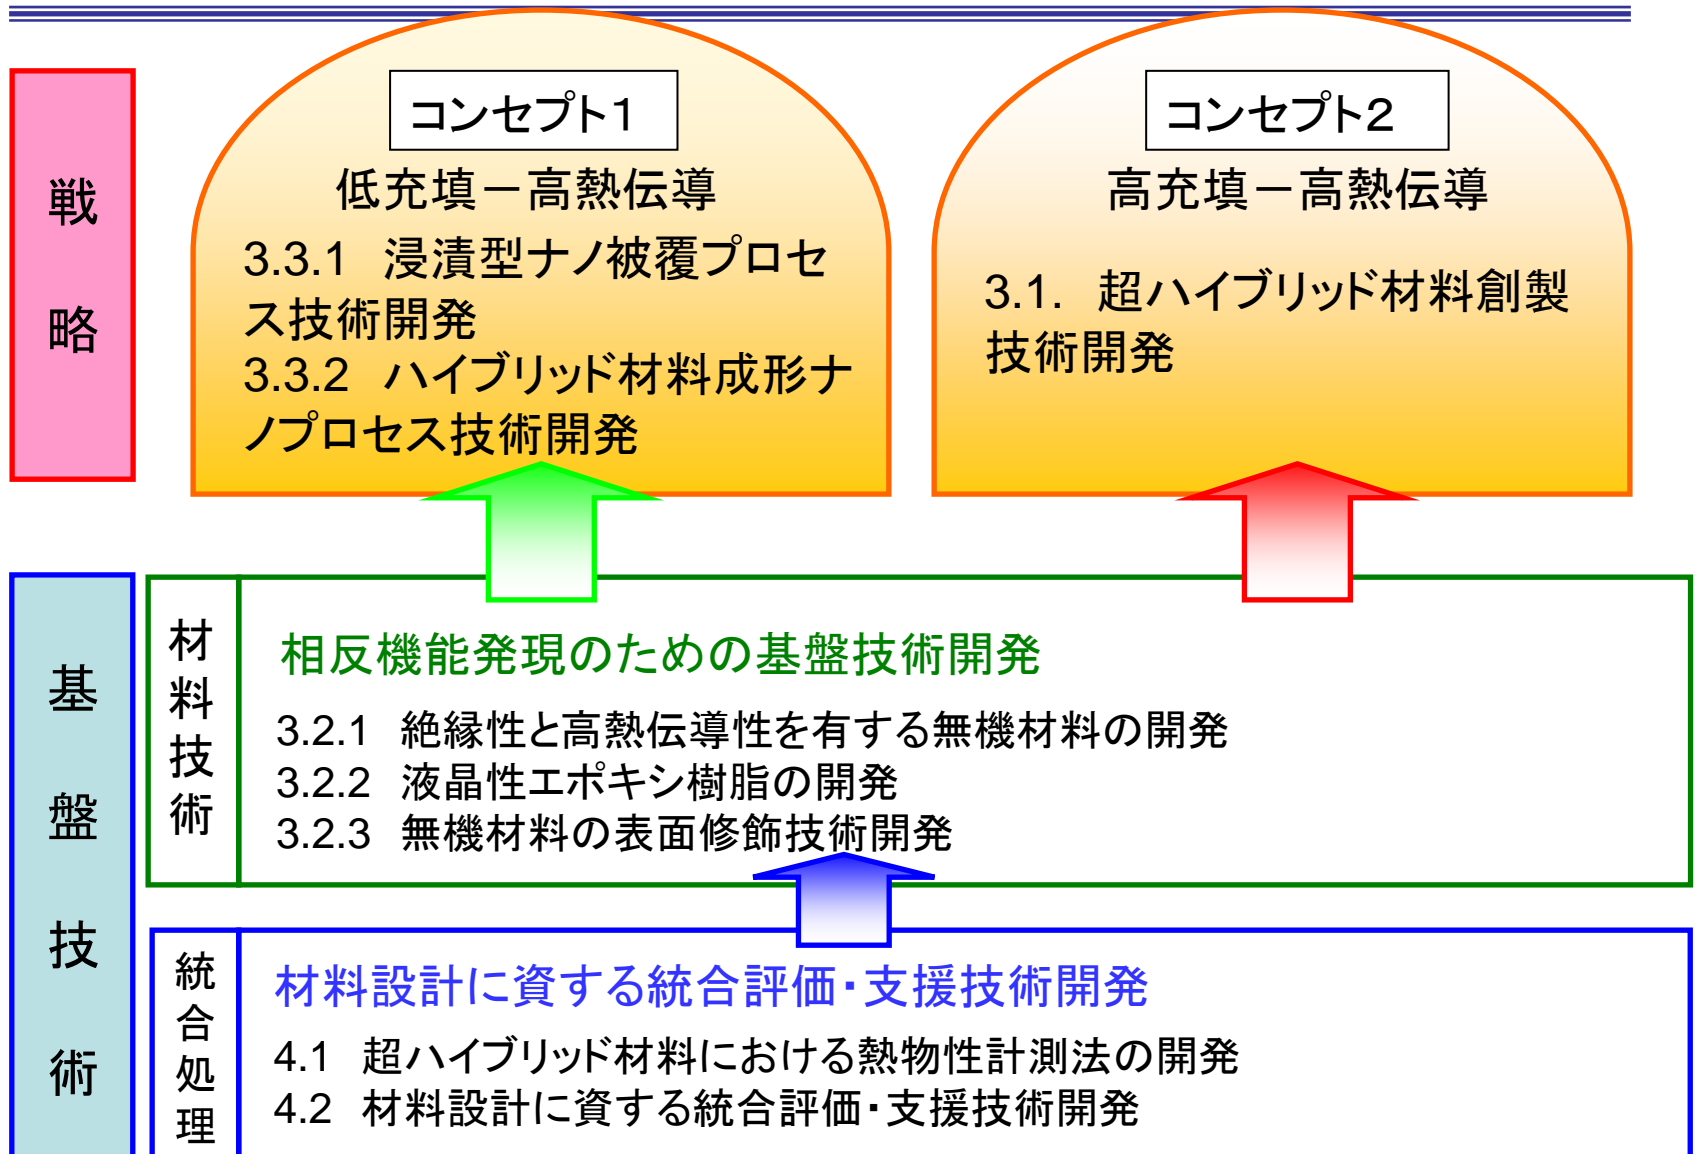 戦略
コンセプト1
低充填－高熱伝導
3.3.1　浸漬型ナノ被覆プロセ
ス技術開発
3.3.2　ハイブリッド材料成形ナ
ノプロセス技術開発
コンセプト2
高充填－高熱伝導
3.1.　超ハイブリッド材料創製
技術開発
基盤技術
材料技術
相反機能発現のための基盤技術開発
3.2.1　絶縁性と高熱伝導性を有する無機材料の開発
3.2.2　液晶性エポキシ樹脂の開発
3.2.3　無機材料の表面修飾技術開発
統合処理
材料設計に資する統合評価・支援技術開発
4.1　超ハイブリッド材料における熱物性計測法の開発
4.2　材料設計に資する統合評価・支援技術開発